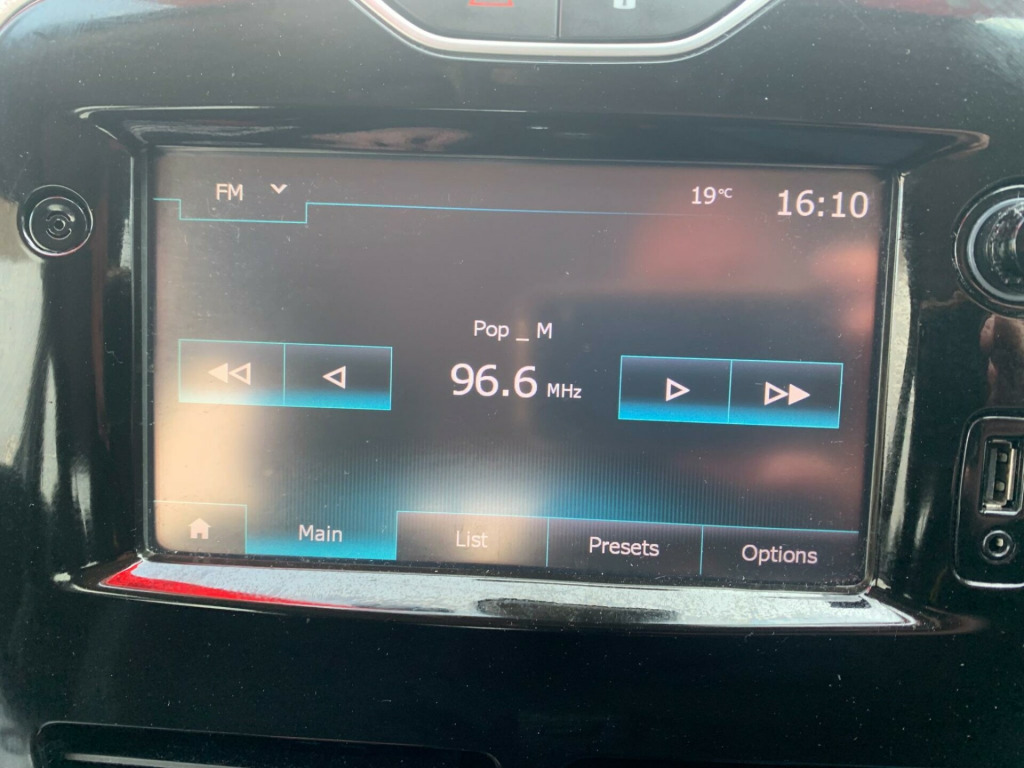 FM
19°C
16:10
Pop _ M
96.6 MHz
Main
List
Presets
Options